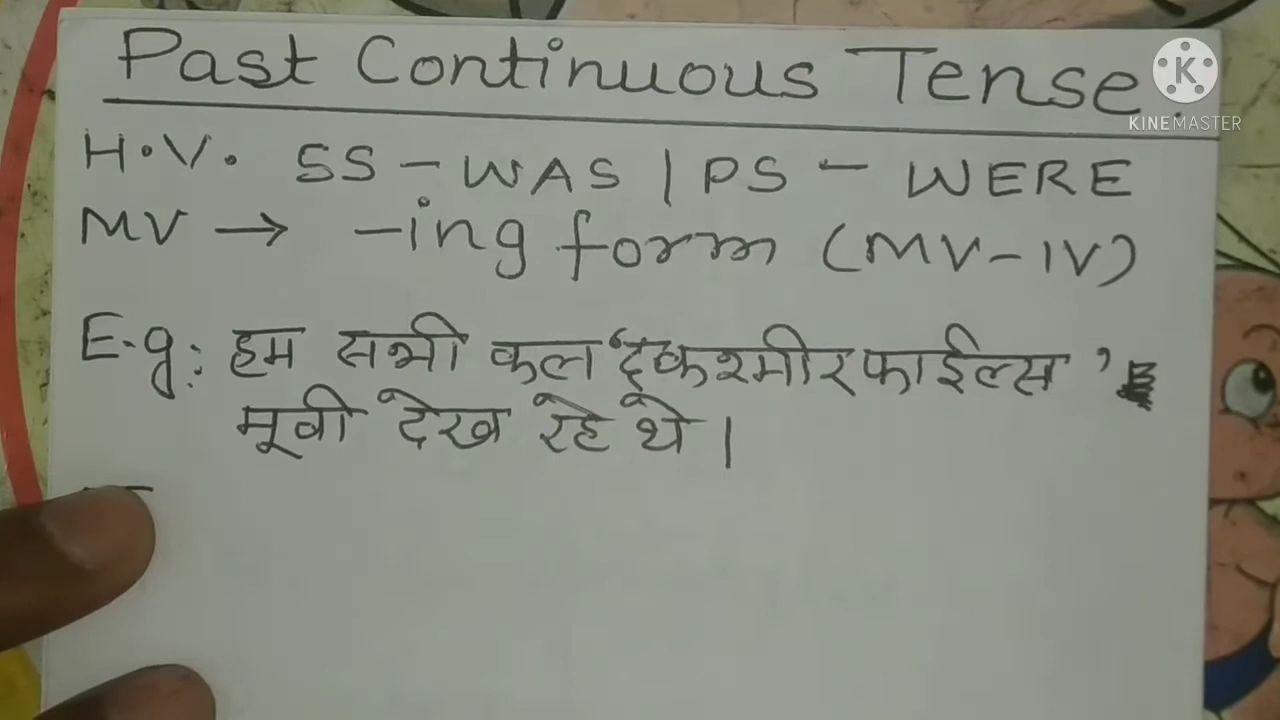 Past Continuous Tense.
H.V. SS - WAS | PS - WERE
MV → -ing form (MV-IV)
E.g.: हम सभी कल 'द कश्मीर फाईल्स'
मूवी देख रहे थे।
K
KINEMASTER